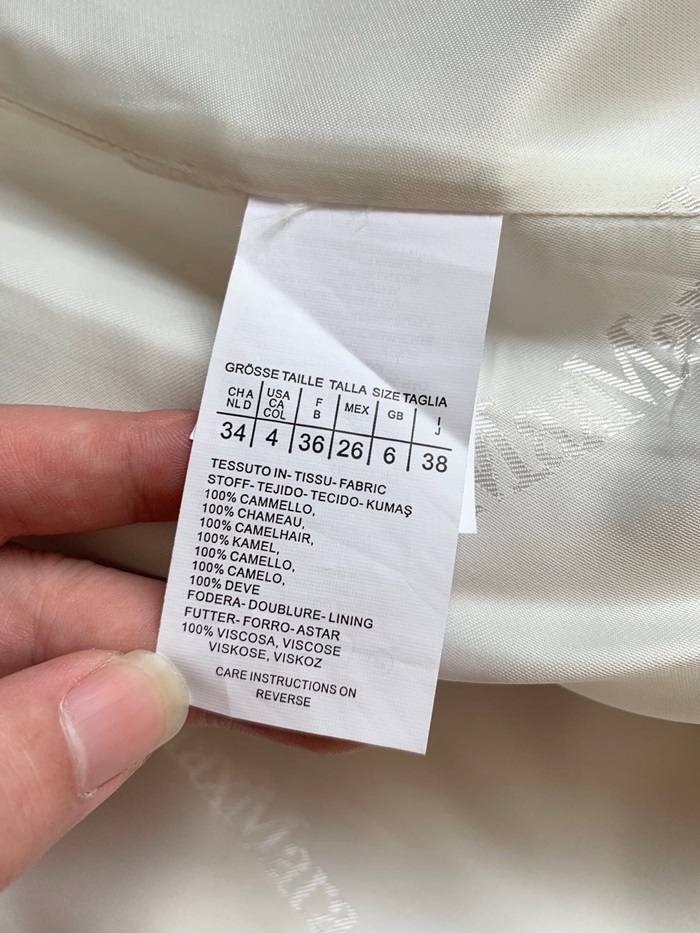 GRÖSSE TAILLE TALLA SIZE TAGLIA
CHA USA F MEX GB I
NLD CA B J
COL
34 4 36 26 6 38
TESSUTO IN- TISSU- FABRIC
STOFF- TEJIDO- TECIDO- KUMAŞ
100% CAMMELLO,
100% CHAMEAU,
100% CAMELHAIR,
100% KAMEL,
100% CAMELLO,
100% CAMELO,
100% DEVE
FODERA- DOUBLURE- LINING
FUTTER- FORRO- ASTAR
100% VISCOSA, VISCOSE
VISKOSE, VISKOZ
CARE INSTRUCTIONS ON
REVERSE
MaxMara